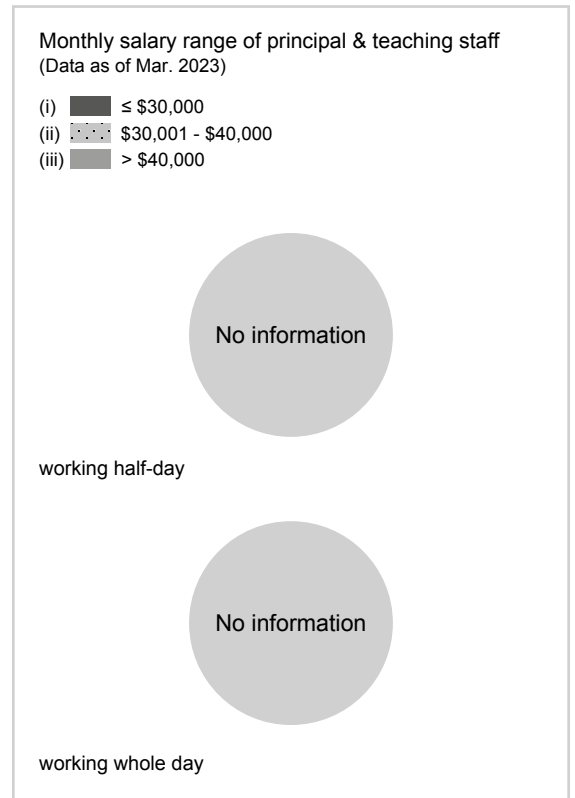 Monthly salary range of principal & teaching staff
(Data as of Mar. 2023)
(i) ≤ $30,000
(ii) $30,001 - $40,000
(iii) > $40,000
No information
working half-day
No information
working whole day